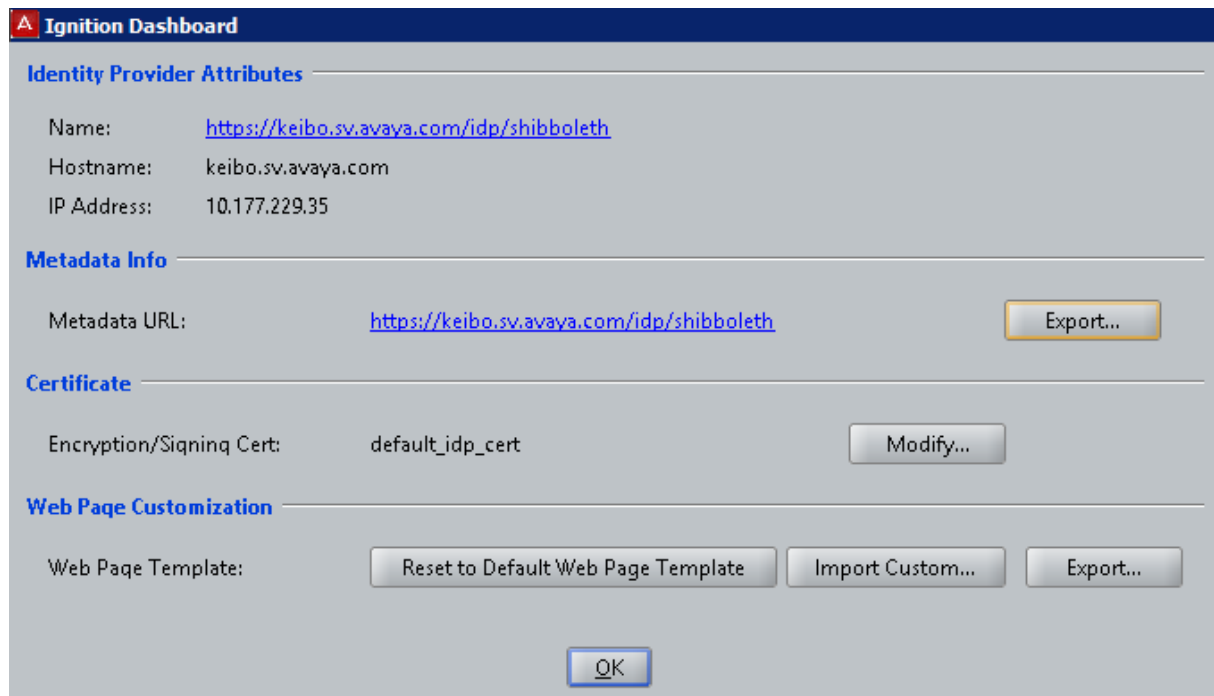 A Ignition Dashboard
Identity Provider Attributes
Name: https://keibo.sv.avaya.com/idp/shibboleth
Hostname: keibo.sv.avaya.com
IP Address: 10.177.229.35
Metadata Info
Metadata URL: https://keibo.sv.avaya.com/idp/shibboleth Export...
Certificate
Encryption/Signing Cert: default_idp_cert Modify...
Web Page Customization
Web Page Template: Reset to Default Web Page Template Import Custom... Export...
OK